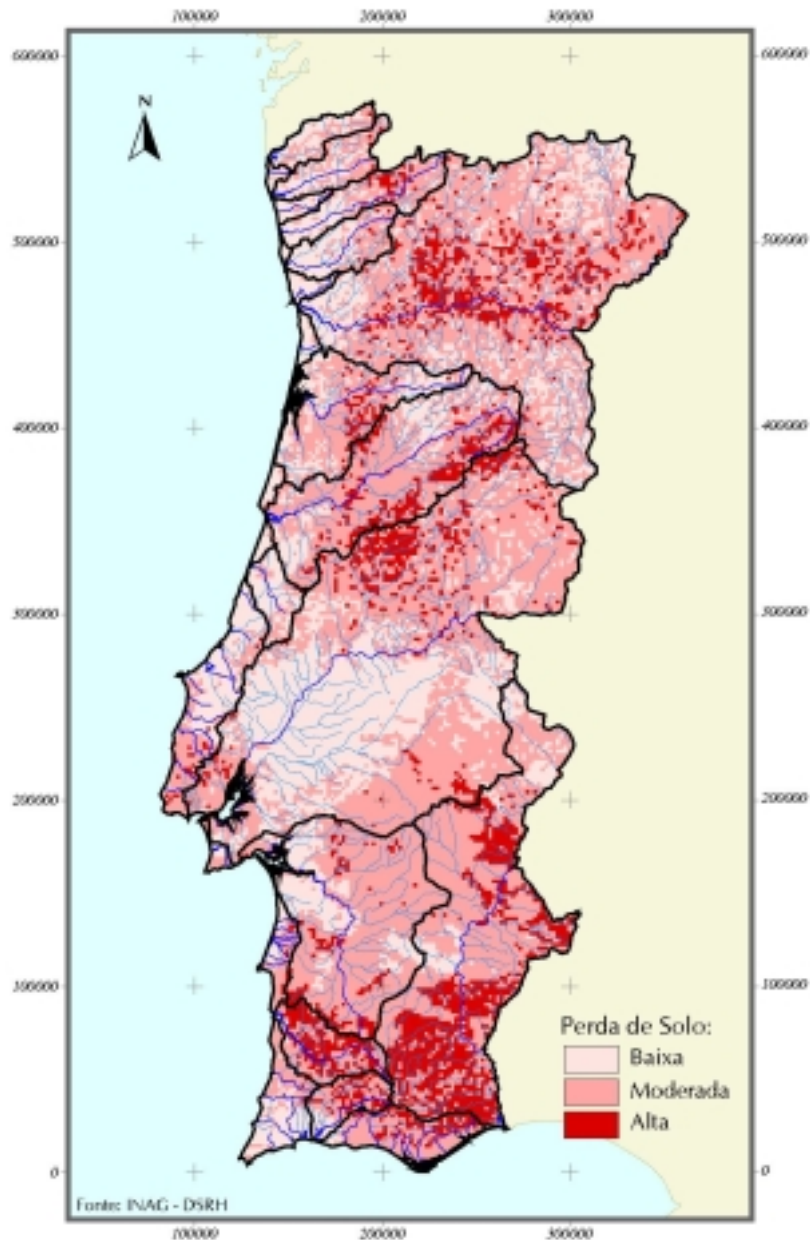 100000 200000 300000
600000 600000
N
500000 500000
400000 400000
300000 300000
200000 200000
100000 100000
Perda de Solo:
Baixa
Moderada
Alta
0 0
Fonte: INAG - DSRH
100000 200000 300000